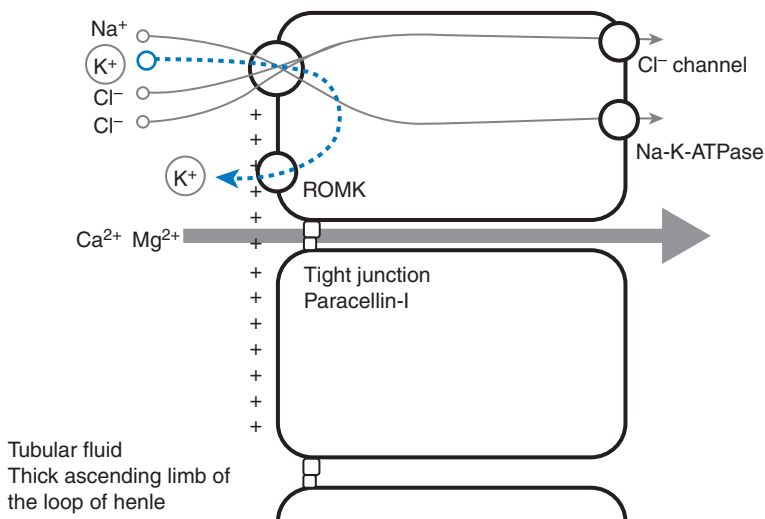 Na⁺
K⁺
Cl⁻
Cl⁻
Cl⁻ channel
+
+
Na-K-ATPase
+
K⁺
+
ROMK
+
Ca²⁺ Mg²⁺
+
+
Tight junction
Paracellin-I
+
+
+
+
+
+
Tubular fluid
Thick ascending limb of
the loop of henle